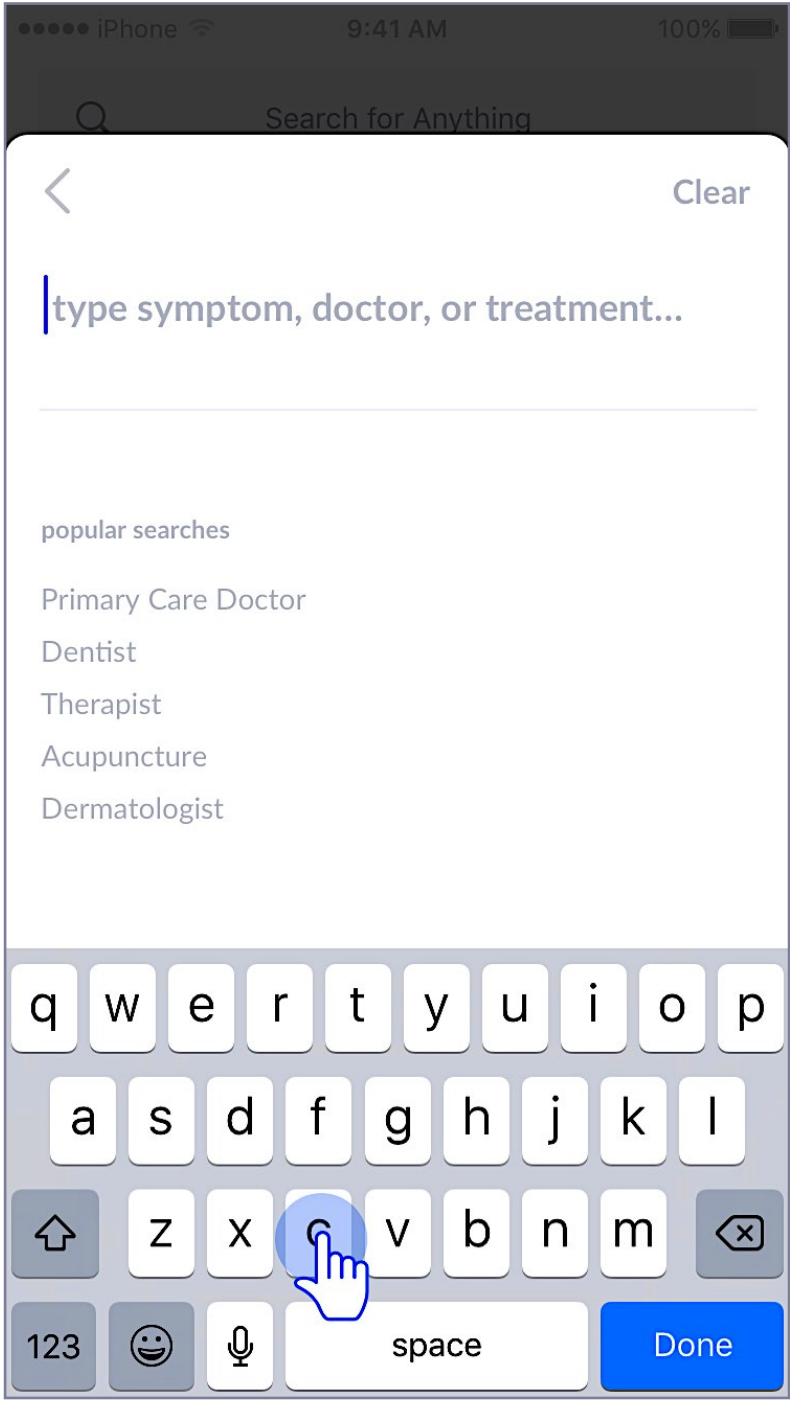 iPhone 9:41 AM 100%
Search for Anything
Clear
type symptom, doctor, or treatment...
popular searches
Primary Care Doctor
Dentist
Therapist
Acupuncture
Dermatologist
q w e r t y u i o p
a s d f g h j k l
z x c v b n m
123 space Done